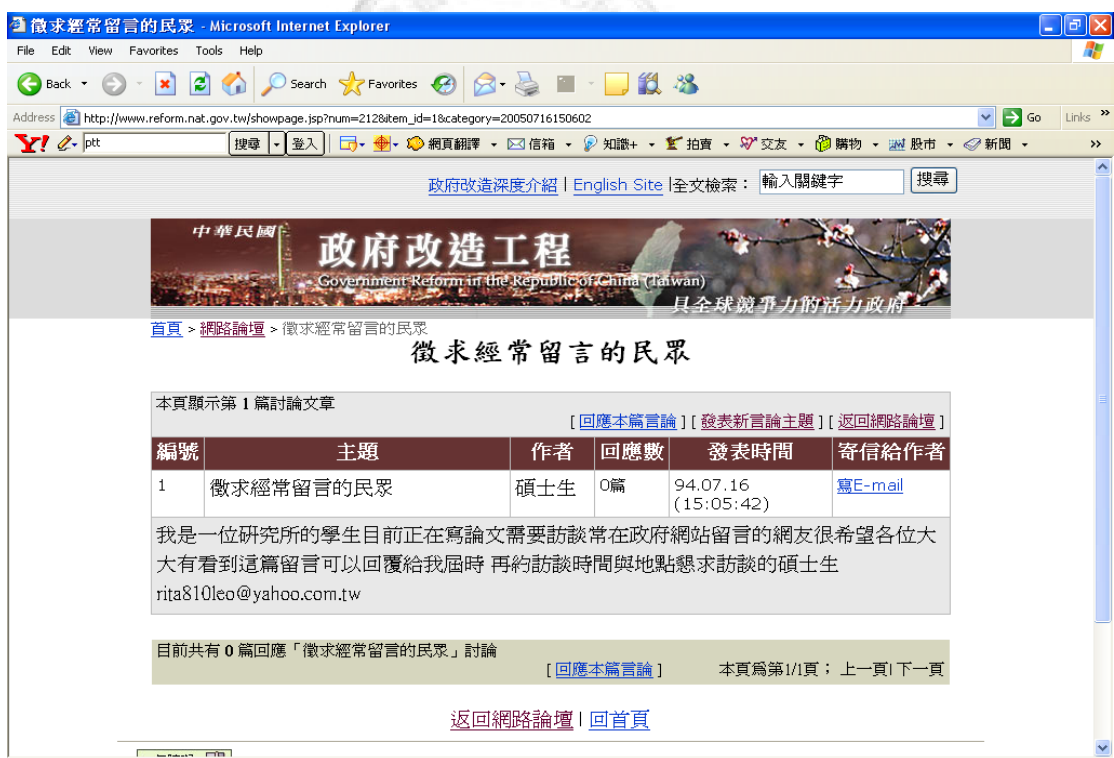 徵求經常留言的民眾 - Microsoft Internet Explorer
File Edit View Favorites Tools Help
Back Search Favorites
Address http://www.reform.nat.gov.tw/showpage.jsp?num=212&item_id=1&category=20050716150602 Go Links »
Y! ptt 搜尋 登入 網頁翻譯 信箱 知識+ 拍賣 交友 購物 股市 新聞 »
政府改造深度介紹 | English Site |全文檢索： 輸入關鍵字 搜尋
中華民國
政府改造工程
Government Reform in the Republic of China (Taiwan)
具全球競爭力的活力政府
首頁 > 網路論壇 > 徵求經常留言的民眾
徵求經常留言的民眾
本頁顯示第 1 篇討論文章
[ 回應本篇言論 ] [ 發表新言論主題 ] [ 返回網路論壇 ]
編號 主題 作者 回應數 發表時間 寄信給作者
1 徵求經常留言的民眾 碩士生 0篇 94.07.16 寫E-mail
(15:05:42)
我是一位研究所的學生目前正在寫論文需要訪談常在政府網站留言的網友很希望各位大
大有看到這篇留言可以回覆給我屆時 再約訪談時間與地點懇求訪談的碩士生
rita810leo@yahoo.com.tw
目前共有 0 篇回應「徵求經常留言的民眾」討論
[ 回應本篇言論 ] 本頁為第1/1頁； 上一頁| 下一頁
返回網路論壇 | 回首頁